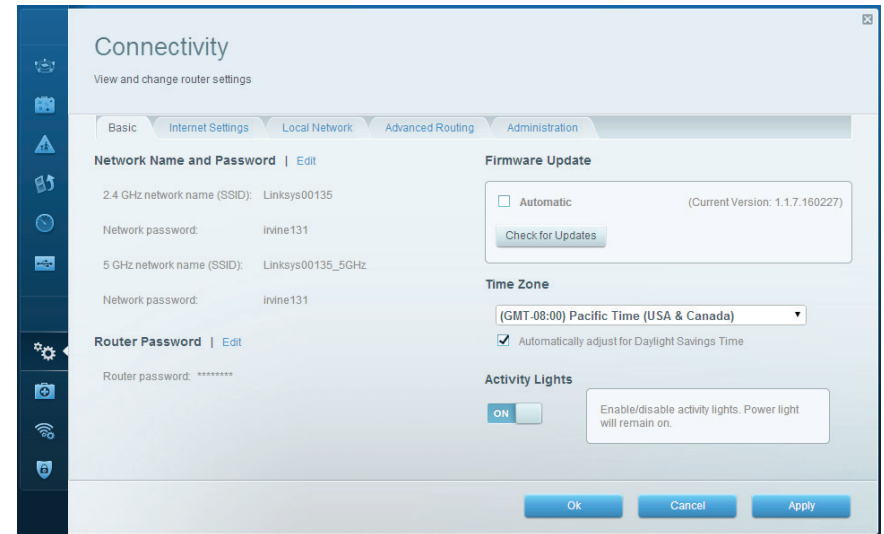 Connectivity
View and change router settings
Basic
Internet Settings
Local Network
Advanced Routing
Administration
Network Name and Password | Edit
2.4 GHz network name (SSID): Linksys00135
Network password: irvine131
5 GHz network name (SSID): Linksys00135_5GHz
Network password: irvine131
Router Password | Edit
Router password: ********
Firmware Update
Automatic (Current Version: 1.1.7.160227)
Check for Updates
Time Zone
(GMT-08:00) Pacific Time (USA & Canada)
Automatically adjust for Daylight Savings Time
Activity Lights
ON
Enable/disable activity lights. Power light
will remain on.
Ok
Cancel
Apply